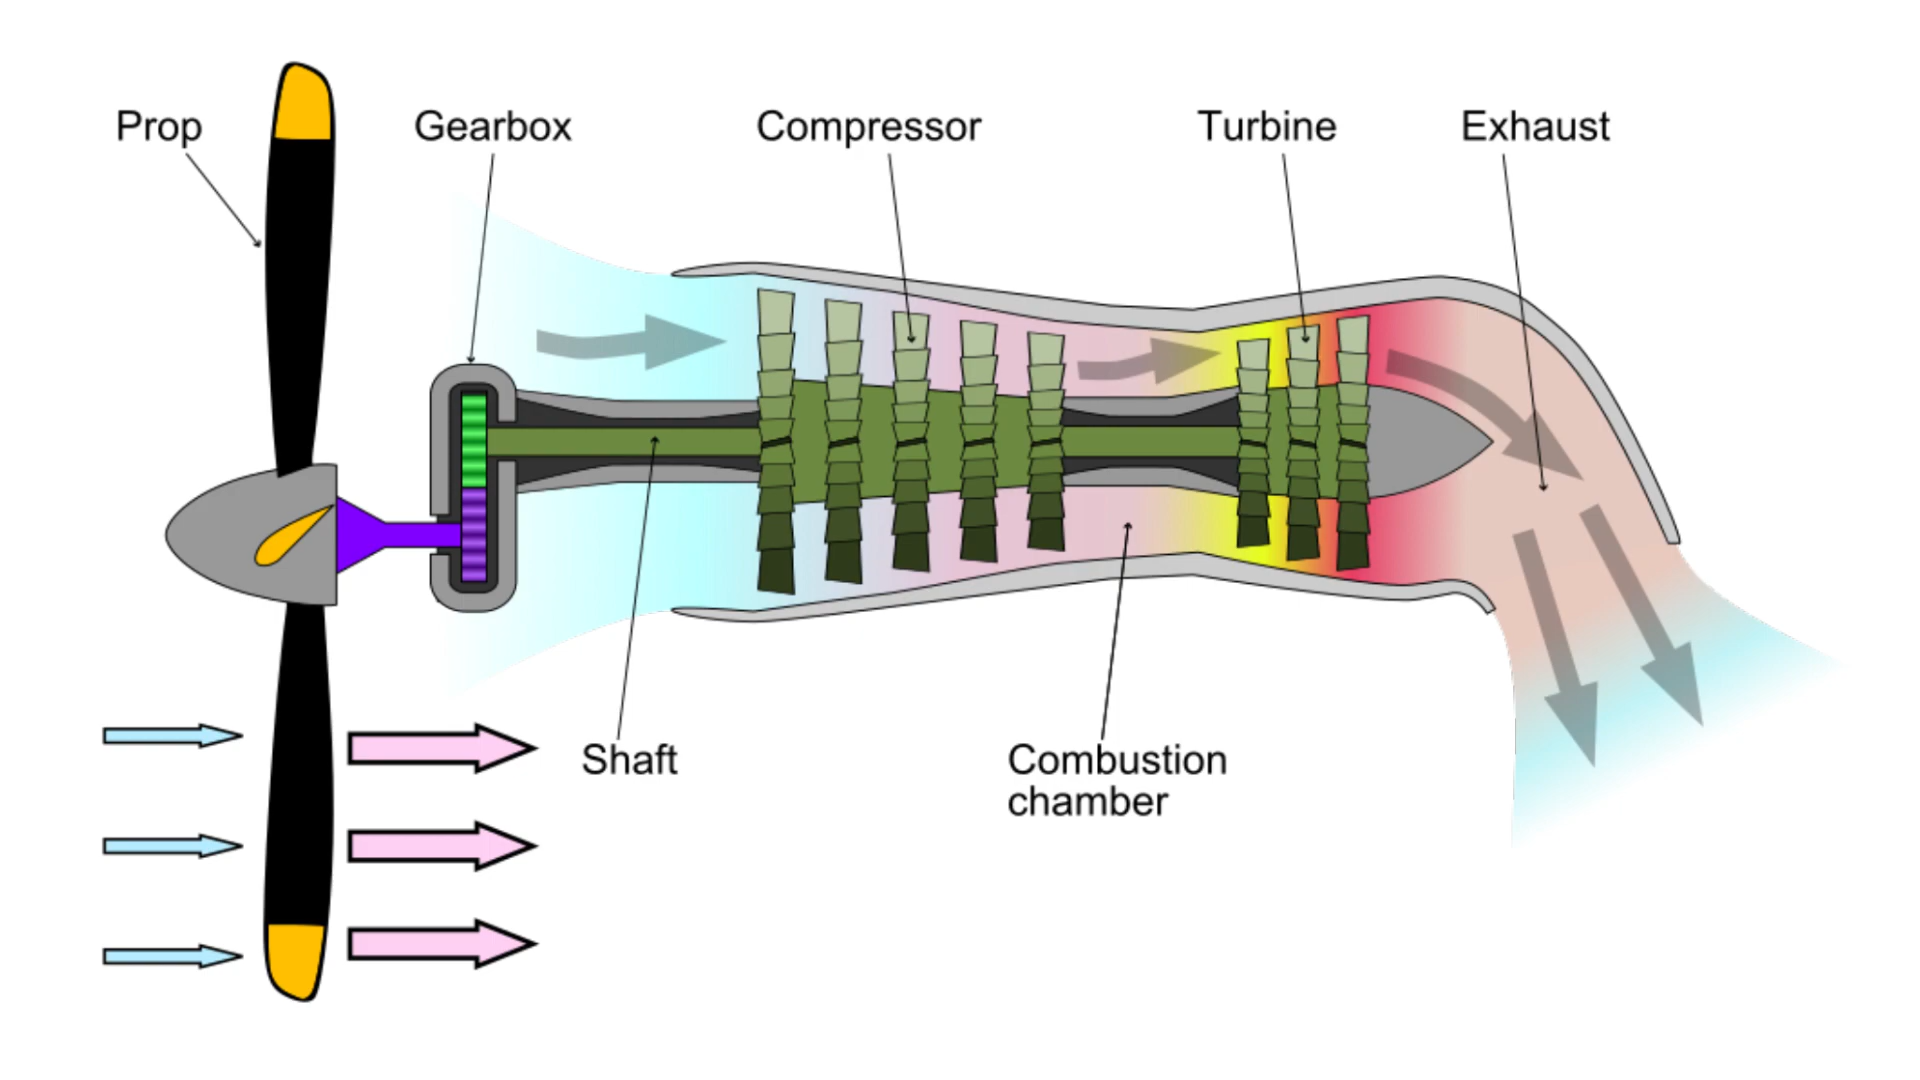 Prop
Gearbox
Compressor
Turbine
Exhaust
Shaft
Combustion
chamber